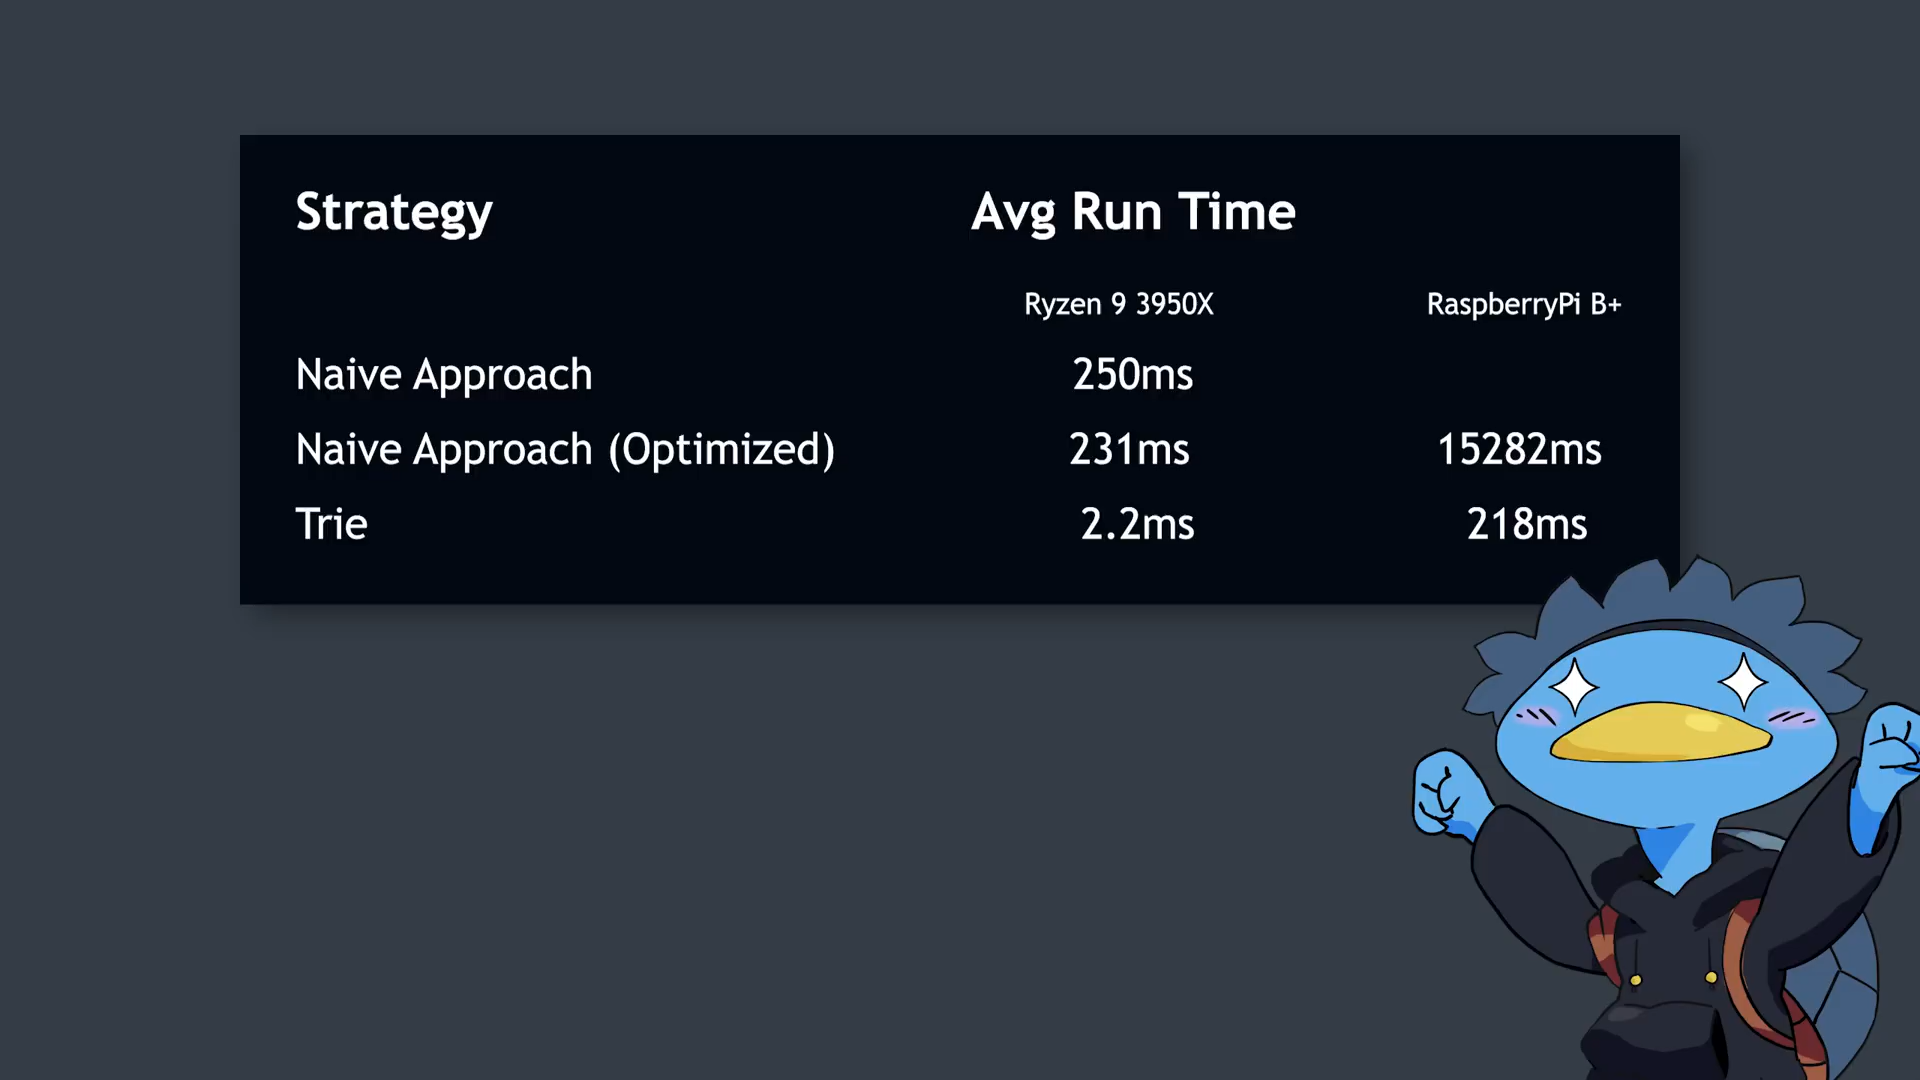 Strategy Avg Run Time
Ryzen 9 3950X RaspberryPi B+
Naive Approach 250ms
Naive Approach (Optimized) 231ms 15282ms
Trie 2.2ms 218ms